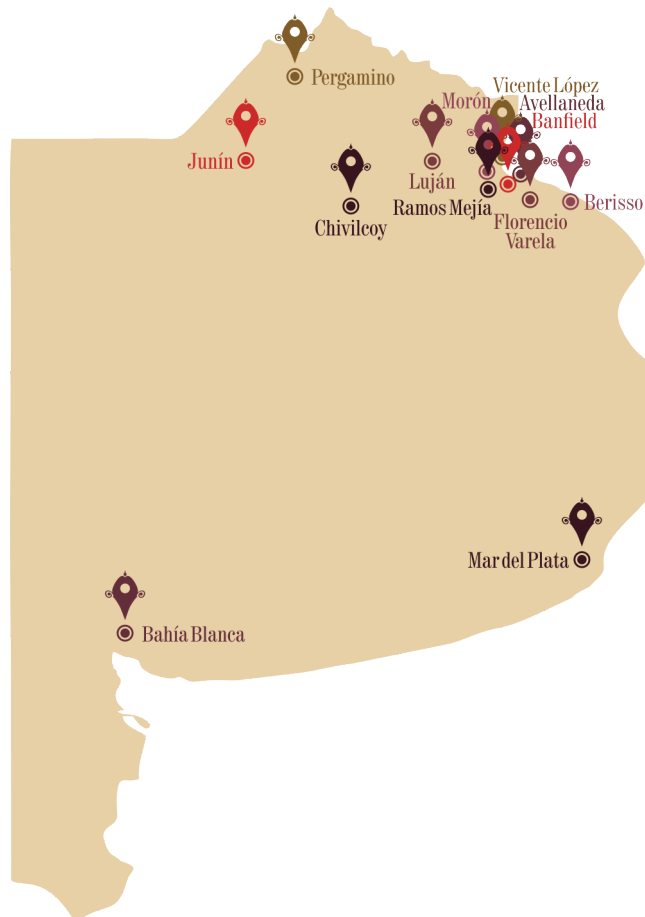 Pergamino
Vicente López
Morón
Avellaneda
Banfield
Junín
Luján
Berisso
Ramos Mejía
Chivilcoy
Florencio
Varela
Mar del Plata
Bahía Blanca